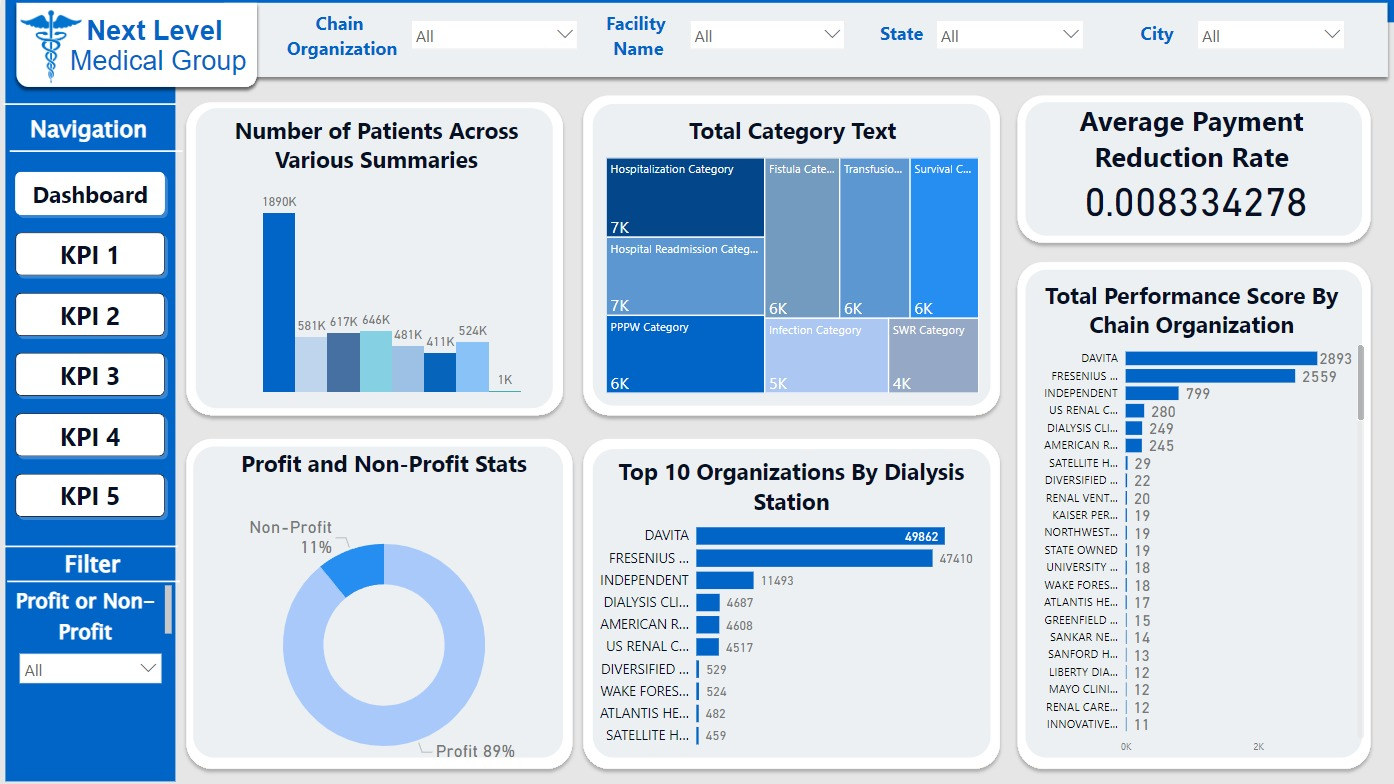 Next Level
Medical Group
Chain
Organization
All
Facility
Name
All
State
All
City
All
Navigation
Dashboard
KPI 1
KPI 2
KPI 3
KPI 4
KPI 5
Filter
Profit or Non-
Profit
All
Number of Patients Across
Various Summaries
1890K
581K
617K
646K
481K
411K
524K
1K
Total Category Text
Hospitalization Category
7K
Hospital Readmission Categ...
7K
PPPW Category
6K
Fistula Cate...
6K
Transfusio...
6K
Survival C...
6K
Infection Category
5K
SWR Category
4K
Average Payment
Reduction Rate
0.008334278
Profit and Non-Profit Stats
Non-Profit
11%
Profit 89%
Top 10 Organizations By Dialysis
Station
DAVITA 49862
FRESENIUS ... 47410
INDEPENDENT 11493
DIALYSIS CLI... 4687
AMERICAN R... 4608
US RENAL C... 4517
DIVERSIFIED ... 529
WAKE FORES... 524
ATLANTIS HE... 482
SATELLITE H... 459
Total Performance Score By
Chain Organization
DAVITA 2893
FRESENIUS ... 2559
INDEPENDENT 799
US RENAL C... 280
DIALYSIS CLI... 249
AMERICAN R... 245
SATELLITE H... 29
DIVERSIFIED ... 22
RENAL VENT... 20
KAISER PER... 19
NORTHWEST... 19
STATE OWNED 19
UNIVERSITY ... 18
WAKE FORES... 18
ATLANTIS HE... 17
GREENFIELD ... 15
SANKAR NE... 14
SANFORD H... 13
LIBERTY DIA... 12
MAYO CLINI... 12
RENAL CARE... 12
INNOVATIVE... 11
0K 2K